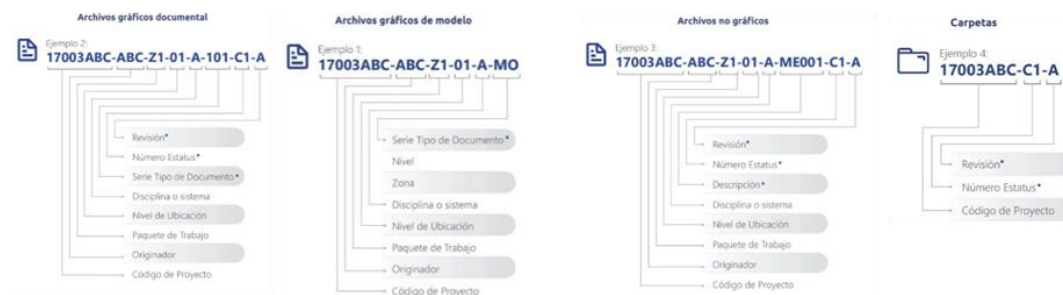 Archivos gráficos documental
Ejemplo 2:
17003ABC-ABC-Z1-01-A-101-C1-A
Revisión*
Número Estatus*
Serie Tipo de Documento*
Disciplina o sistema
Nivel de Ubicación
Paquete de Trabajo
Originador
Código de Proyecto
Archivos gráficos de modelo
Ejemplo 1:
17003ABC-ABC-Z1-01-A-MO
Serie Tipo de Documento*
Nivel
Zona
Disciplina o sistema
Nivel de Ubicación
Paquete de Trabajo
Originador
Código de Proyecto
Archivos no gráficos
Ejemplo 3:
17003ABC-ABC-Z1-01-A-ME001-C1-A
Revisión*
Número Estatus*
Descripción*
Disciplina o sistema
Nivel de Ubicación
Paquete de Trabajo
Originador
Código de Proyecto
Carpetas
Ejemplo 4:
17003ABC-C1-A
Revisión*
Número Estatus*
Código de Proyecto